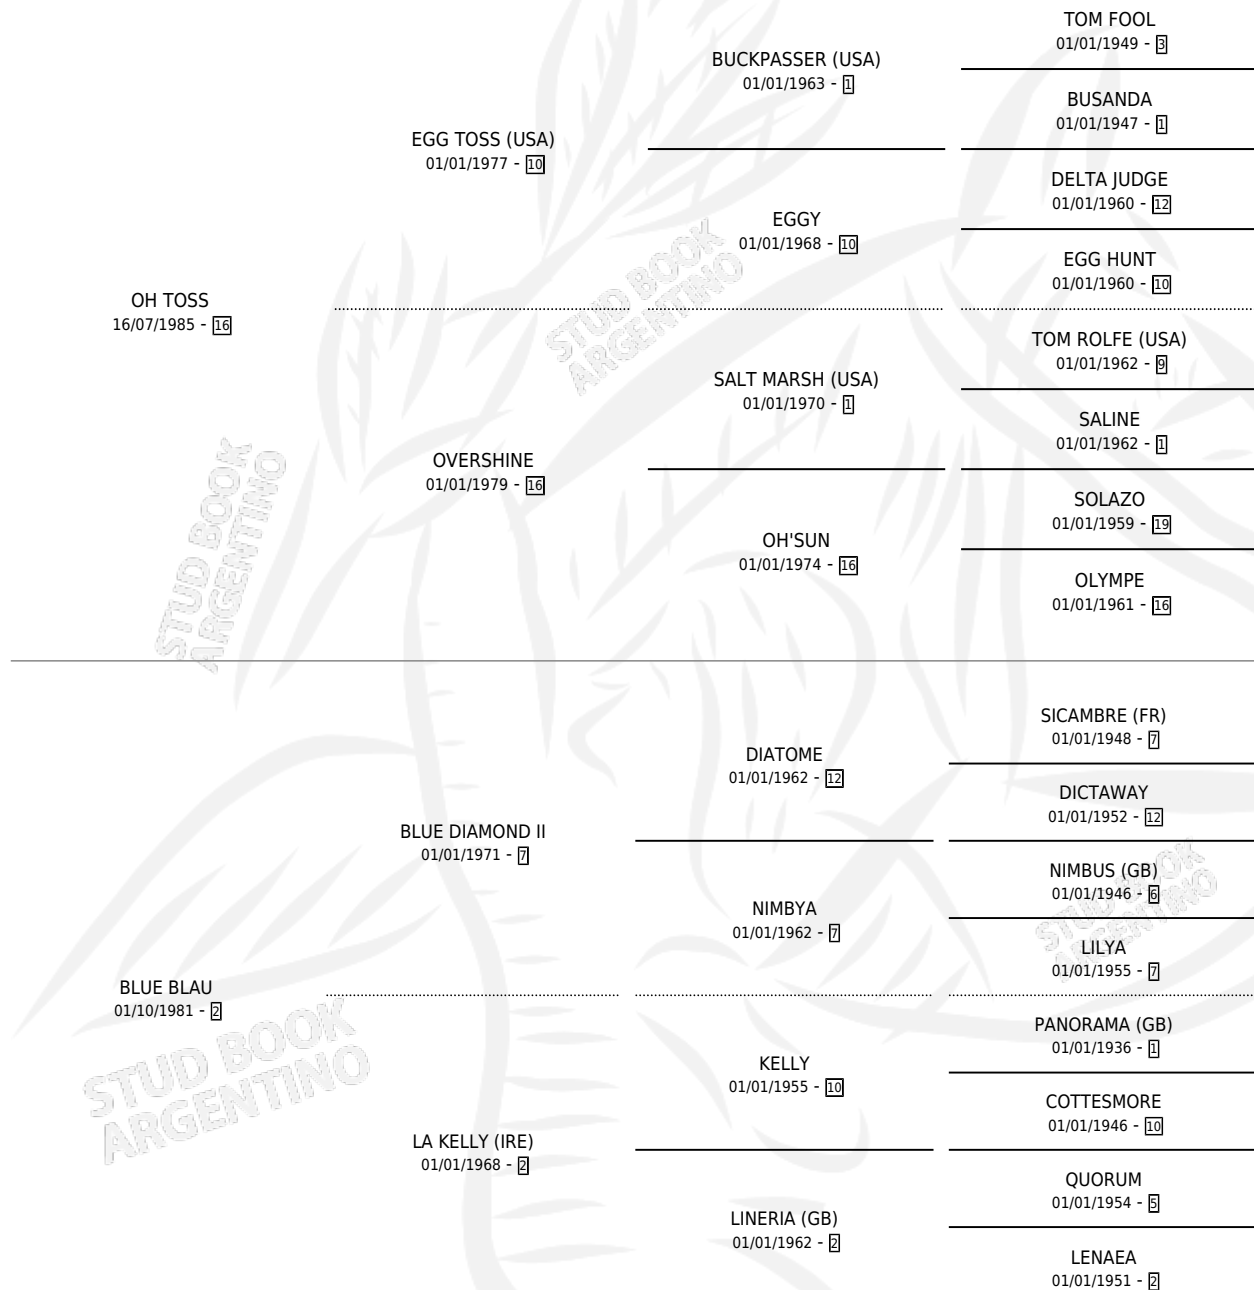 TOM FOOL
01/01/1949 - 3
BUCKPASSER (USA)
01/01/1963 - 1
BUSANDA
01/01/1947 - 1
EGG TOSS (USA)
01/01/1977 - 10
DELTA JUDGE
01/01/1960 - 12
EGGY
01/01/1968 - 10
EGG HUNT
01/01/1960 - 10
OH TOSS
16/07/1985 - 16
TOM ROLFE (USA)
01/01/1962 - 9
SALT MARSH (USA)
01/01/1970 - 1
SALINE
01/01/1962 - 1
OVERSHINE
01/01/1979 - 16
SOLAZO
01/01/1959 - 19
OH'SUN
01/01/1974 - 16
OLYMPE
01/01/1961 - 16
SICAMBRE (FR)
01/01/1948 - 7
DIATOME
01/01/1962 - 12
DICTAWAY
01/01/1952 - 12
BLUE DIAMOND II
01/01/1971 - 7
NIMBUS (GB)
01/01/1946 - 6
NIMBYA
01/01/1962 - 7
LILYA
01/01/1955 - 7
BLUE BLAU
01/10/1981 - 2
PANORAMA (GB)
01/01/1936 - 1
KELLY
01/01/1955 - 10
COTTESMORE
01/01/1946 - 10
LA KELLY (IRE)
01/01/1968 - 2
QUORUM
01/01/1954 - 5
LINERIA (GB)
01/01/1962 - 2
LENAEA
01/01/1951 - 2
STUD BOOK
ARGENTINO
STUD BOOK
ARGENTINO
STUD BOOK
ARGENTINO
STUD BOOK
ARGENTINO